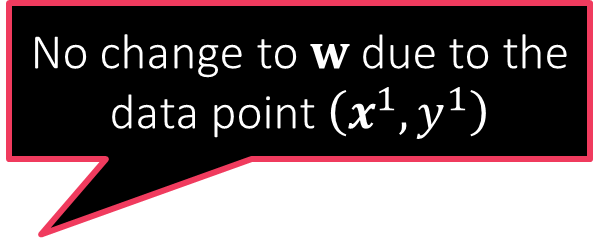 No change to 𝐰 due to the
data point (𝒙¹, 𝑦¹)